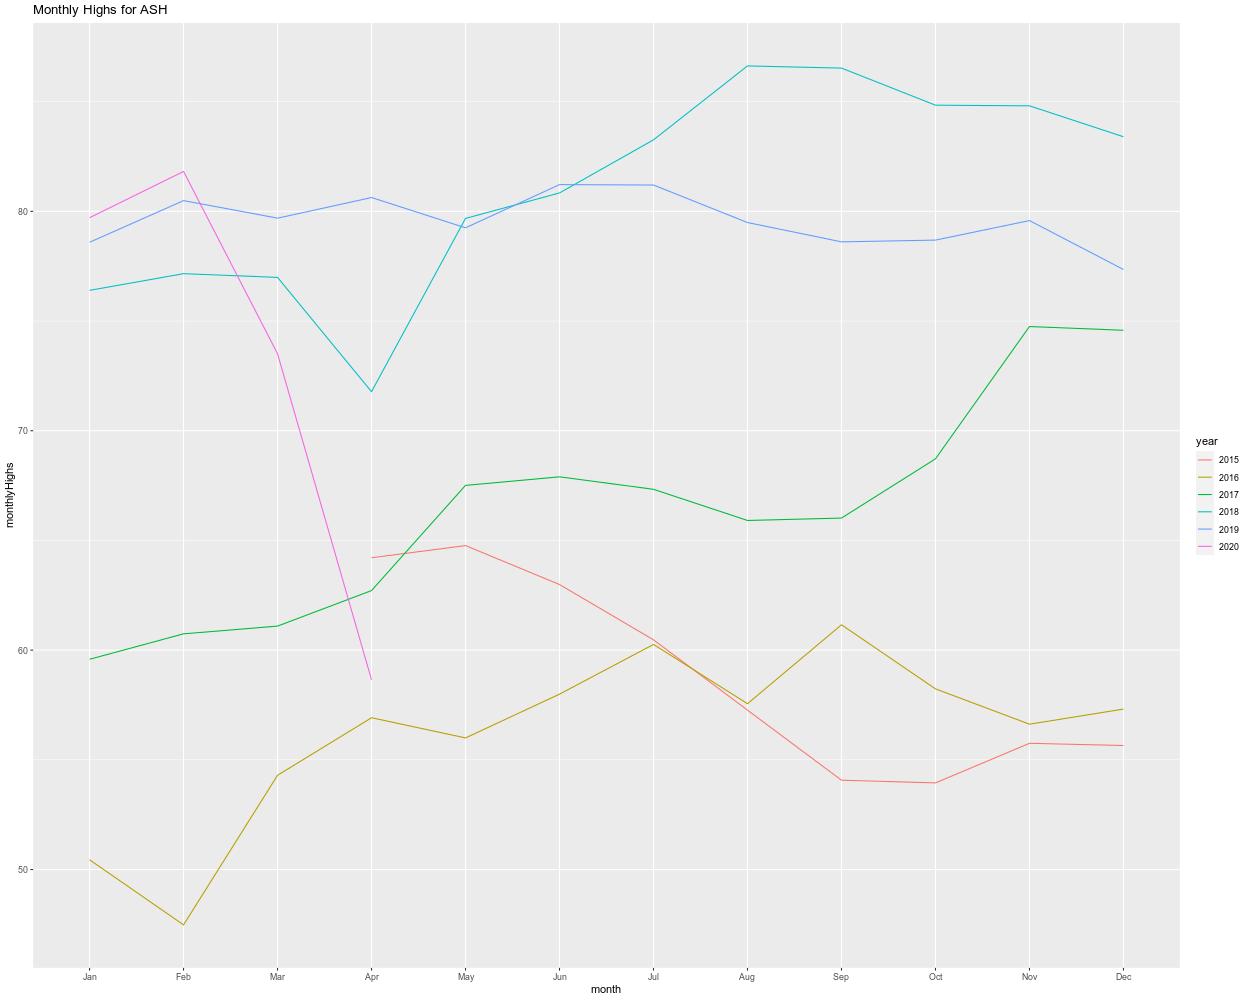 Monthly Highs for ASH
monthlyHighs
80
70
60
50
Jan Feb Mar Apr May Jun Jul Aug Sep Oct Nov Dec
month
year
2015
2016
2017
2018
2019
2020